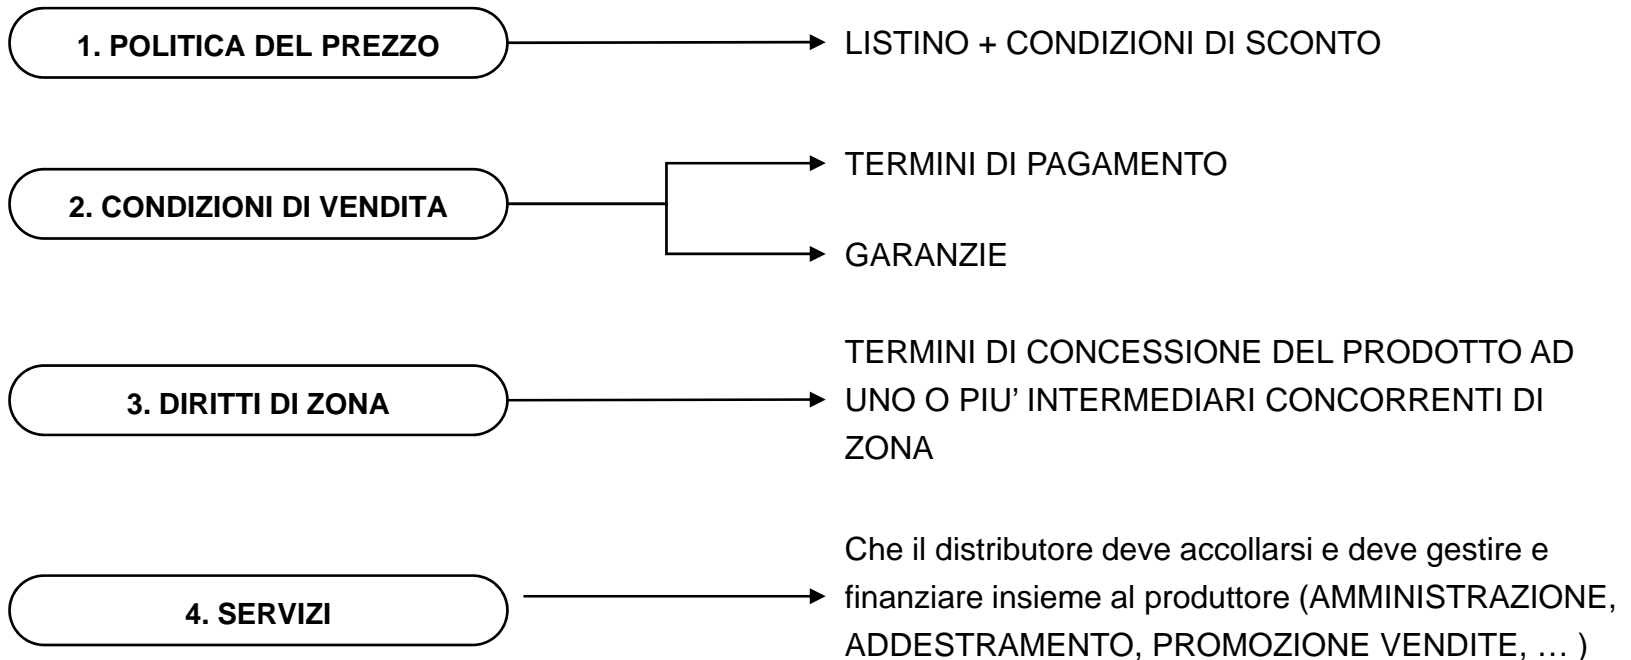 1. POLITICA DEL PREZZO
LISTINO + CONDIZIONI DI SCONTO
2. CONDIZIONI DI VENDITA
TERMINI DI PAGAMENTO
GARANZIE
3. DIRITTI DI ZONA
TERMINI DI CONCESSIONE DEL PRODOTTO AD
UNO O PIU’ INTERMEDIARI CONCORRENTI DI
ZONA
4. SERVIZI
Che il distributore deve accollarsi e deve gestire e
finanziare insieme al produttore (AMMINISTRAZIONE,
ADDESTRAMENTO, PROMOZIONE VENDITE, … )